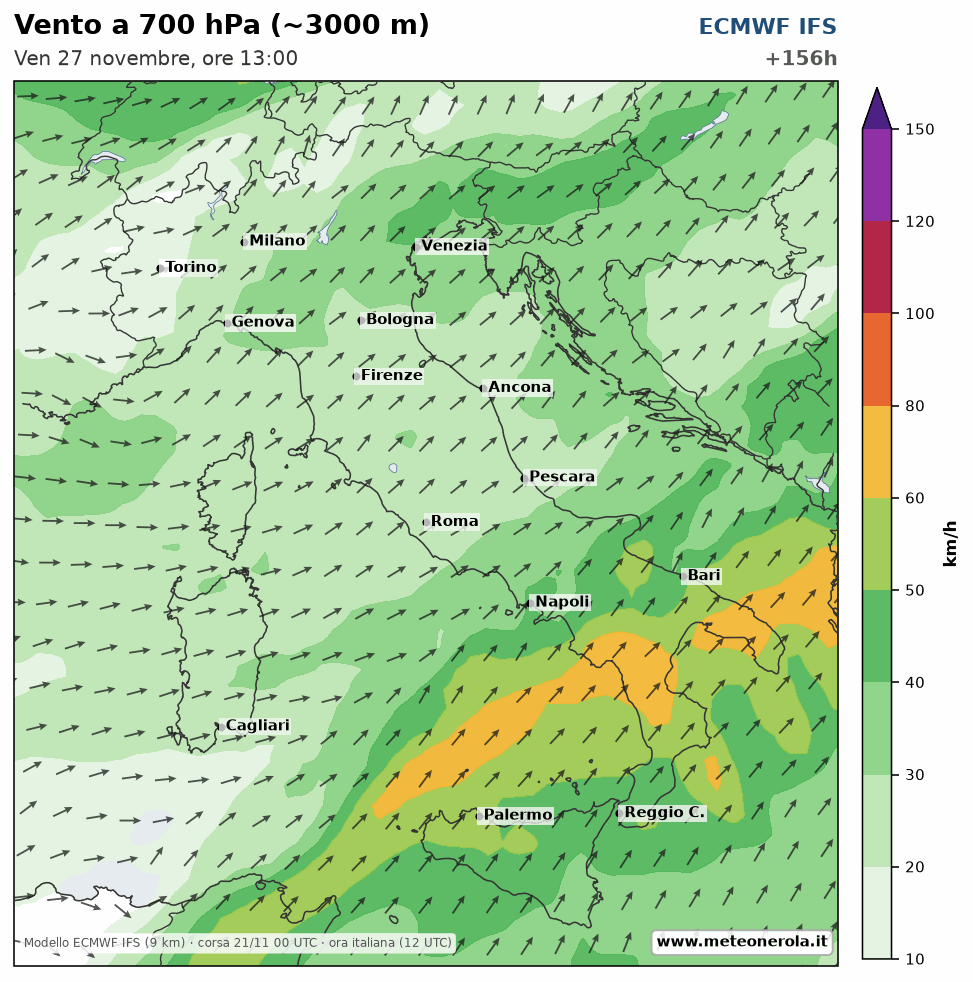 Vento a 700 hPa (~3000 m)
ECMWF IFS
Ven 27 novembre, ore 13:00
+156h
150
120
100
80
60
50
40
30
20
10
km/h
Milano
Venezia
Torino
Genova
Bologna
Firenze
Ancona
Pescara
Roma
Bari
Napoli
Cagliari
Palermo
Reggio C.
Modello ECMWF IFS (9 km) · corsa 21/11 00 UTC · ora italiana (12 UTC)
www.meteonerola.it